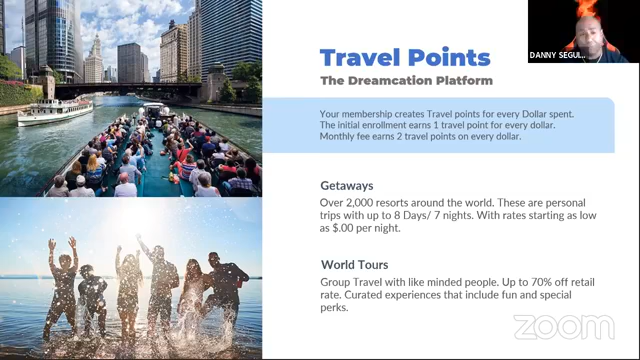 DANNY SEGUI...
Travel Points
The Dreamcation Platform
Your membership creates Travel points for every Dollar spent.
The initial enrollment earns 1 travel point for every dollar.
Monthly fee earns 2 travel points on every dollar.
Getaways
Over 2,000 resorts around the world. These are personal
trips with up to 8 Days/ 7 nights. With rates starting as low
as $.00 per night.
World Tours
Group Travel with like minded people. Up to 70% off retail
rate. Curated experiences that include fun and special
perks.
zoom